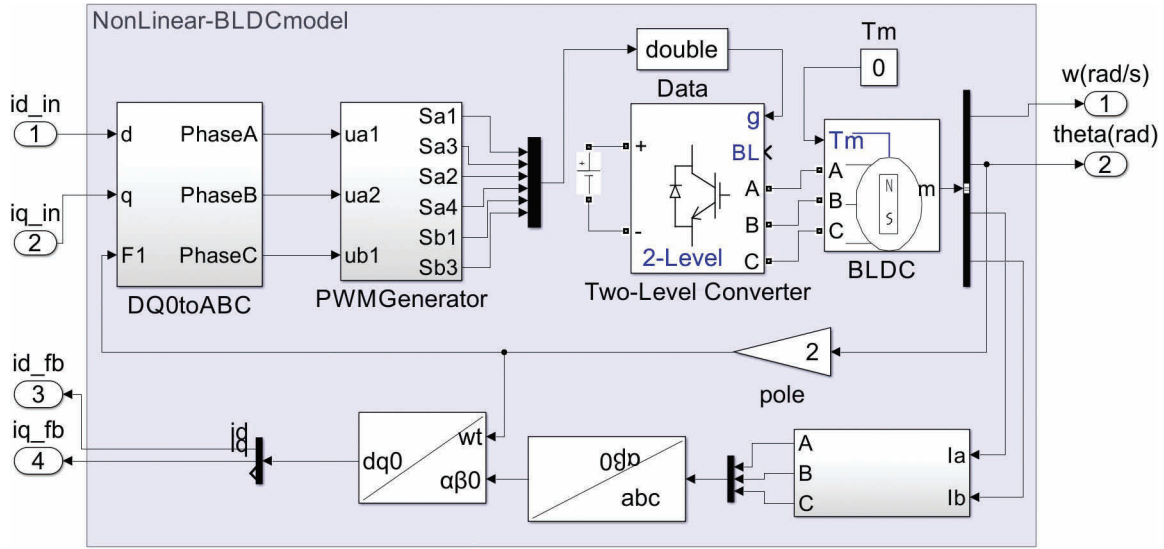 NonLinear-BLDCmodel
id_in
1
iq_in
2
d
q
F1
PhaseA
PhaseB
PhaseC
DQ0toABC
ua1
ua2
ub1
Sa1
Sa3
Sa2
Sa4
Sb1
Sb3
PWMGenerator
double
Data
g
BL
+
-
A
B
C
2-Level
Two-Level Converter
Tm
0
Tm
A
B
C
N
S
m
BLDC
w(rad/s)
1
theta(rad)
2
2
pole
id_fb
3
iq_fb
4
id
iq
dq0
wt
αβ0
αβ0
abc
A
B
C
Ia
Ib